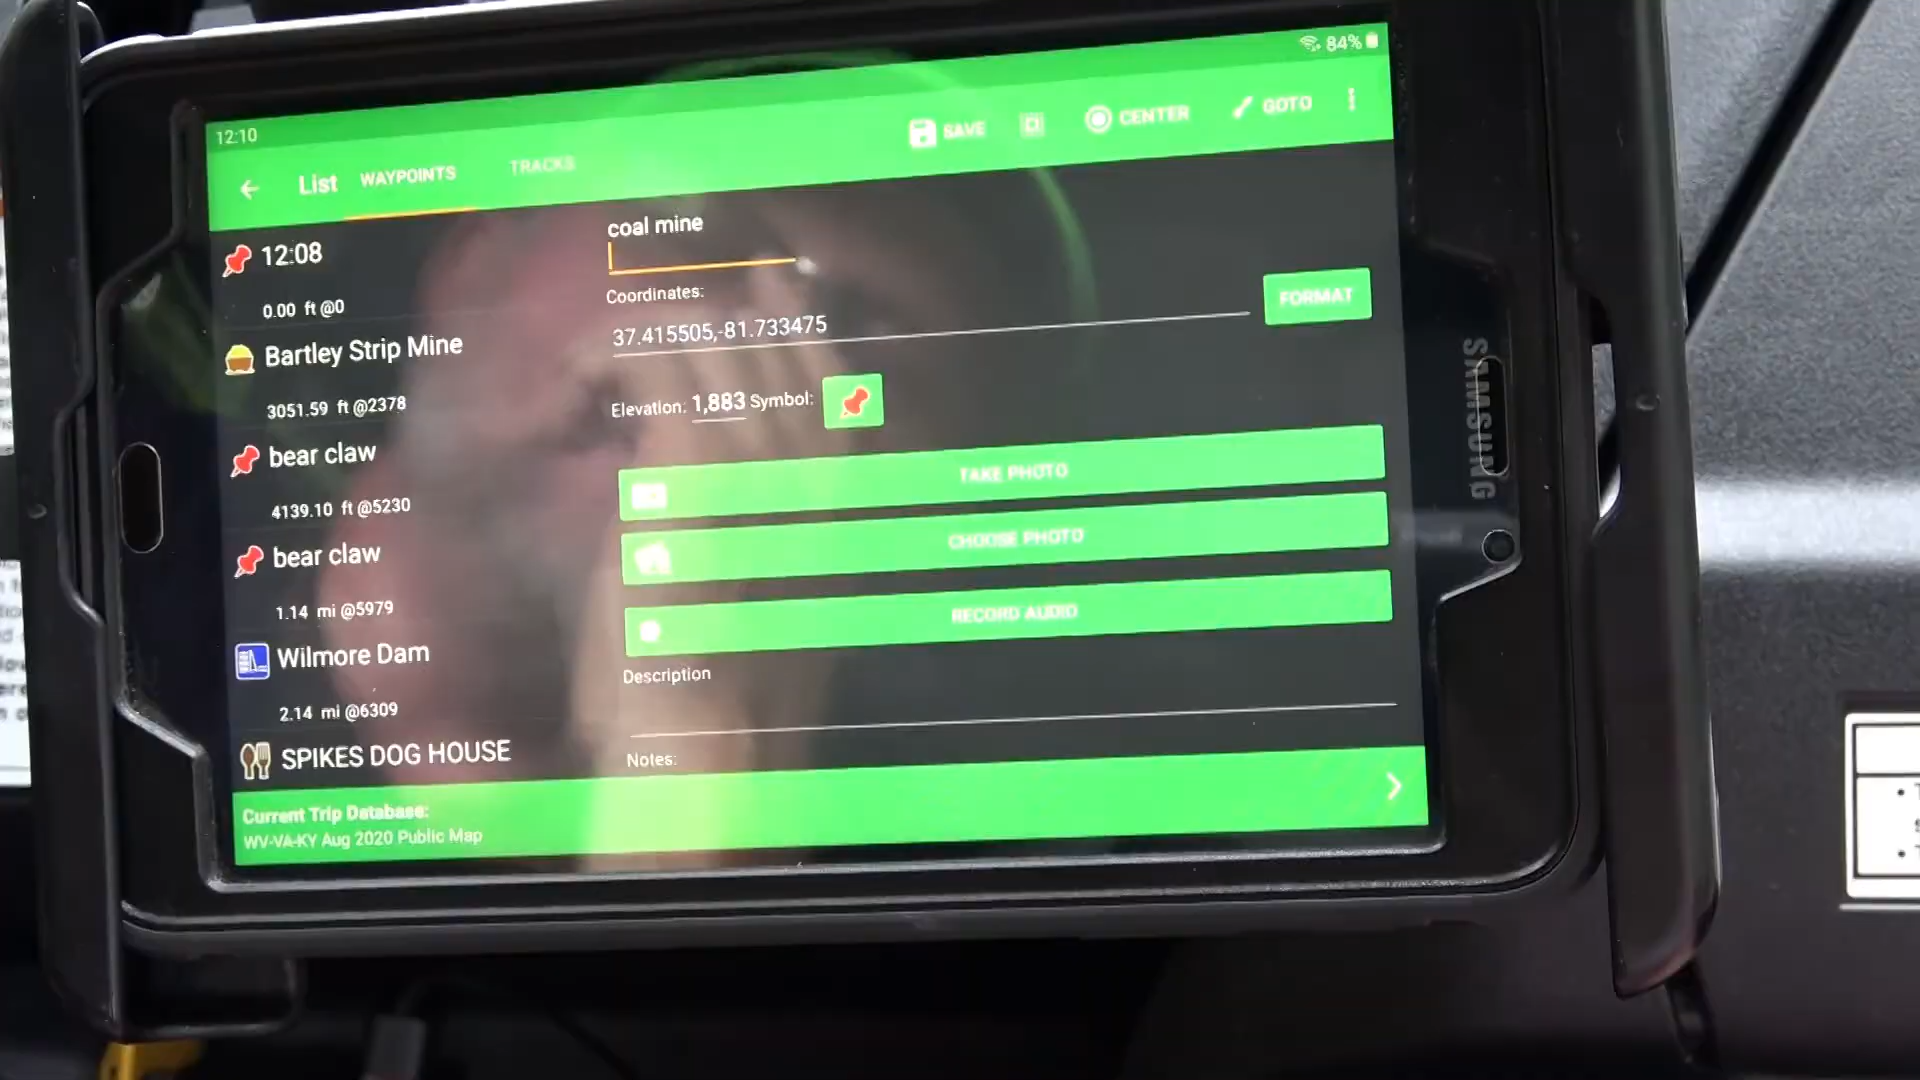 84%
12:10
List WAYPOINTS TRACKS SAVE CENTER GOTO
12:08
0.00 ft @0
Bartley Strip Mine
3051.59 ft @2378
bear claw
4139.10 ft @5230
bear claw
1.14 mi @5979
Wilmore Dam
2.14 mi @6309
SPIKES DOG HOUSE
coal mine
Coordinates:
37.415505,-81.733475
FORMAT
Elevation: 1,883 Symbol:
TAKE PHOTO
CHOOSE PHOTO
RECORD AUDIO
Description
Notes:
Current Trip Database:
WV-VA-KY Aug 2020 Public Map
SAMSUNG